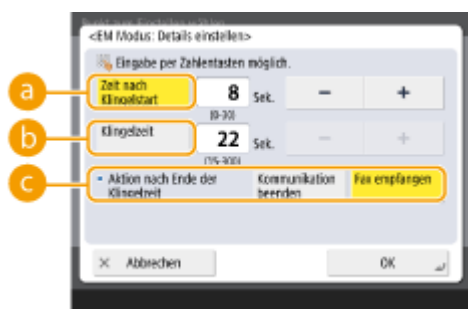 <EM Modus: Details einstellen>
Eingabe per Zahlentasten möglich.
a
Zeit nach
Klingelstart
8 Sek. − +
[0-30]
b
Klingelzeit
22 Sek. − +
[15-300]
c
Aktion nach Ende der
Klingelzeit
Kommunikation
beenden
Fax empfangen
× Abbrechen
OK